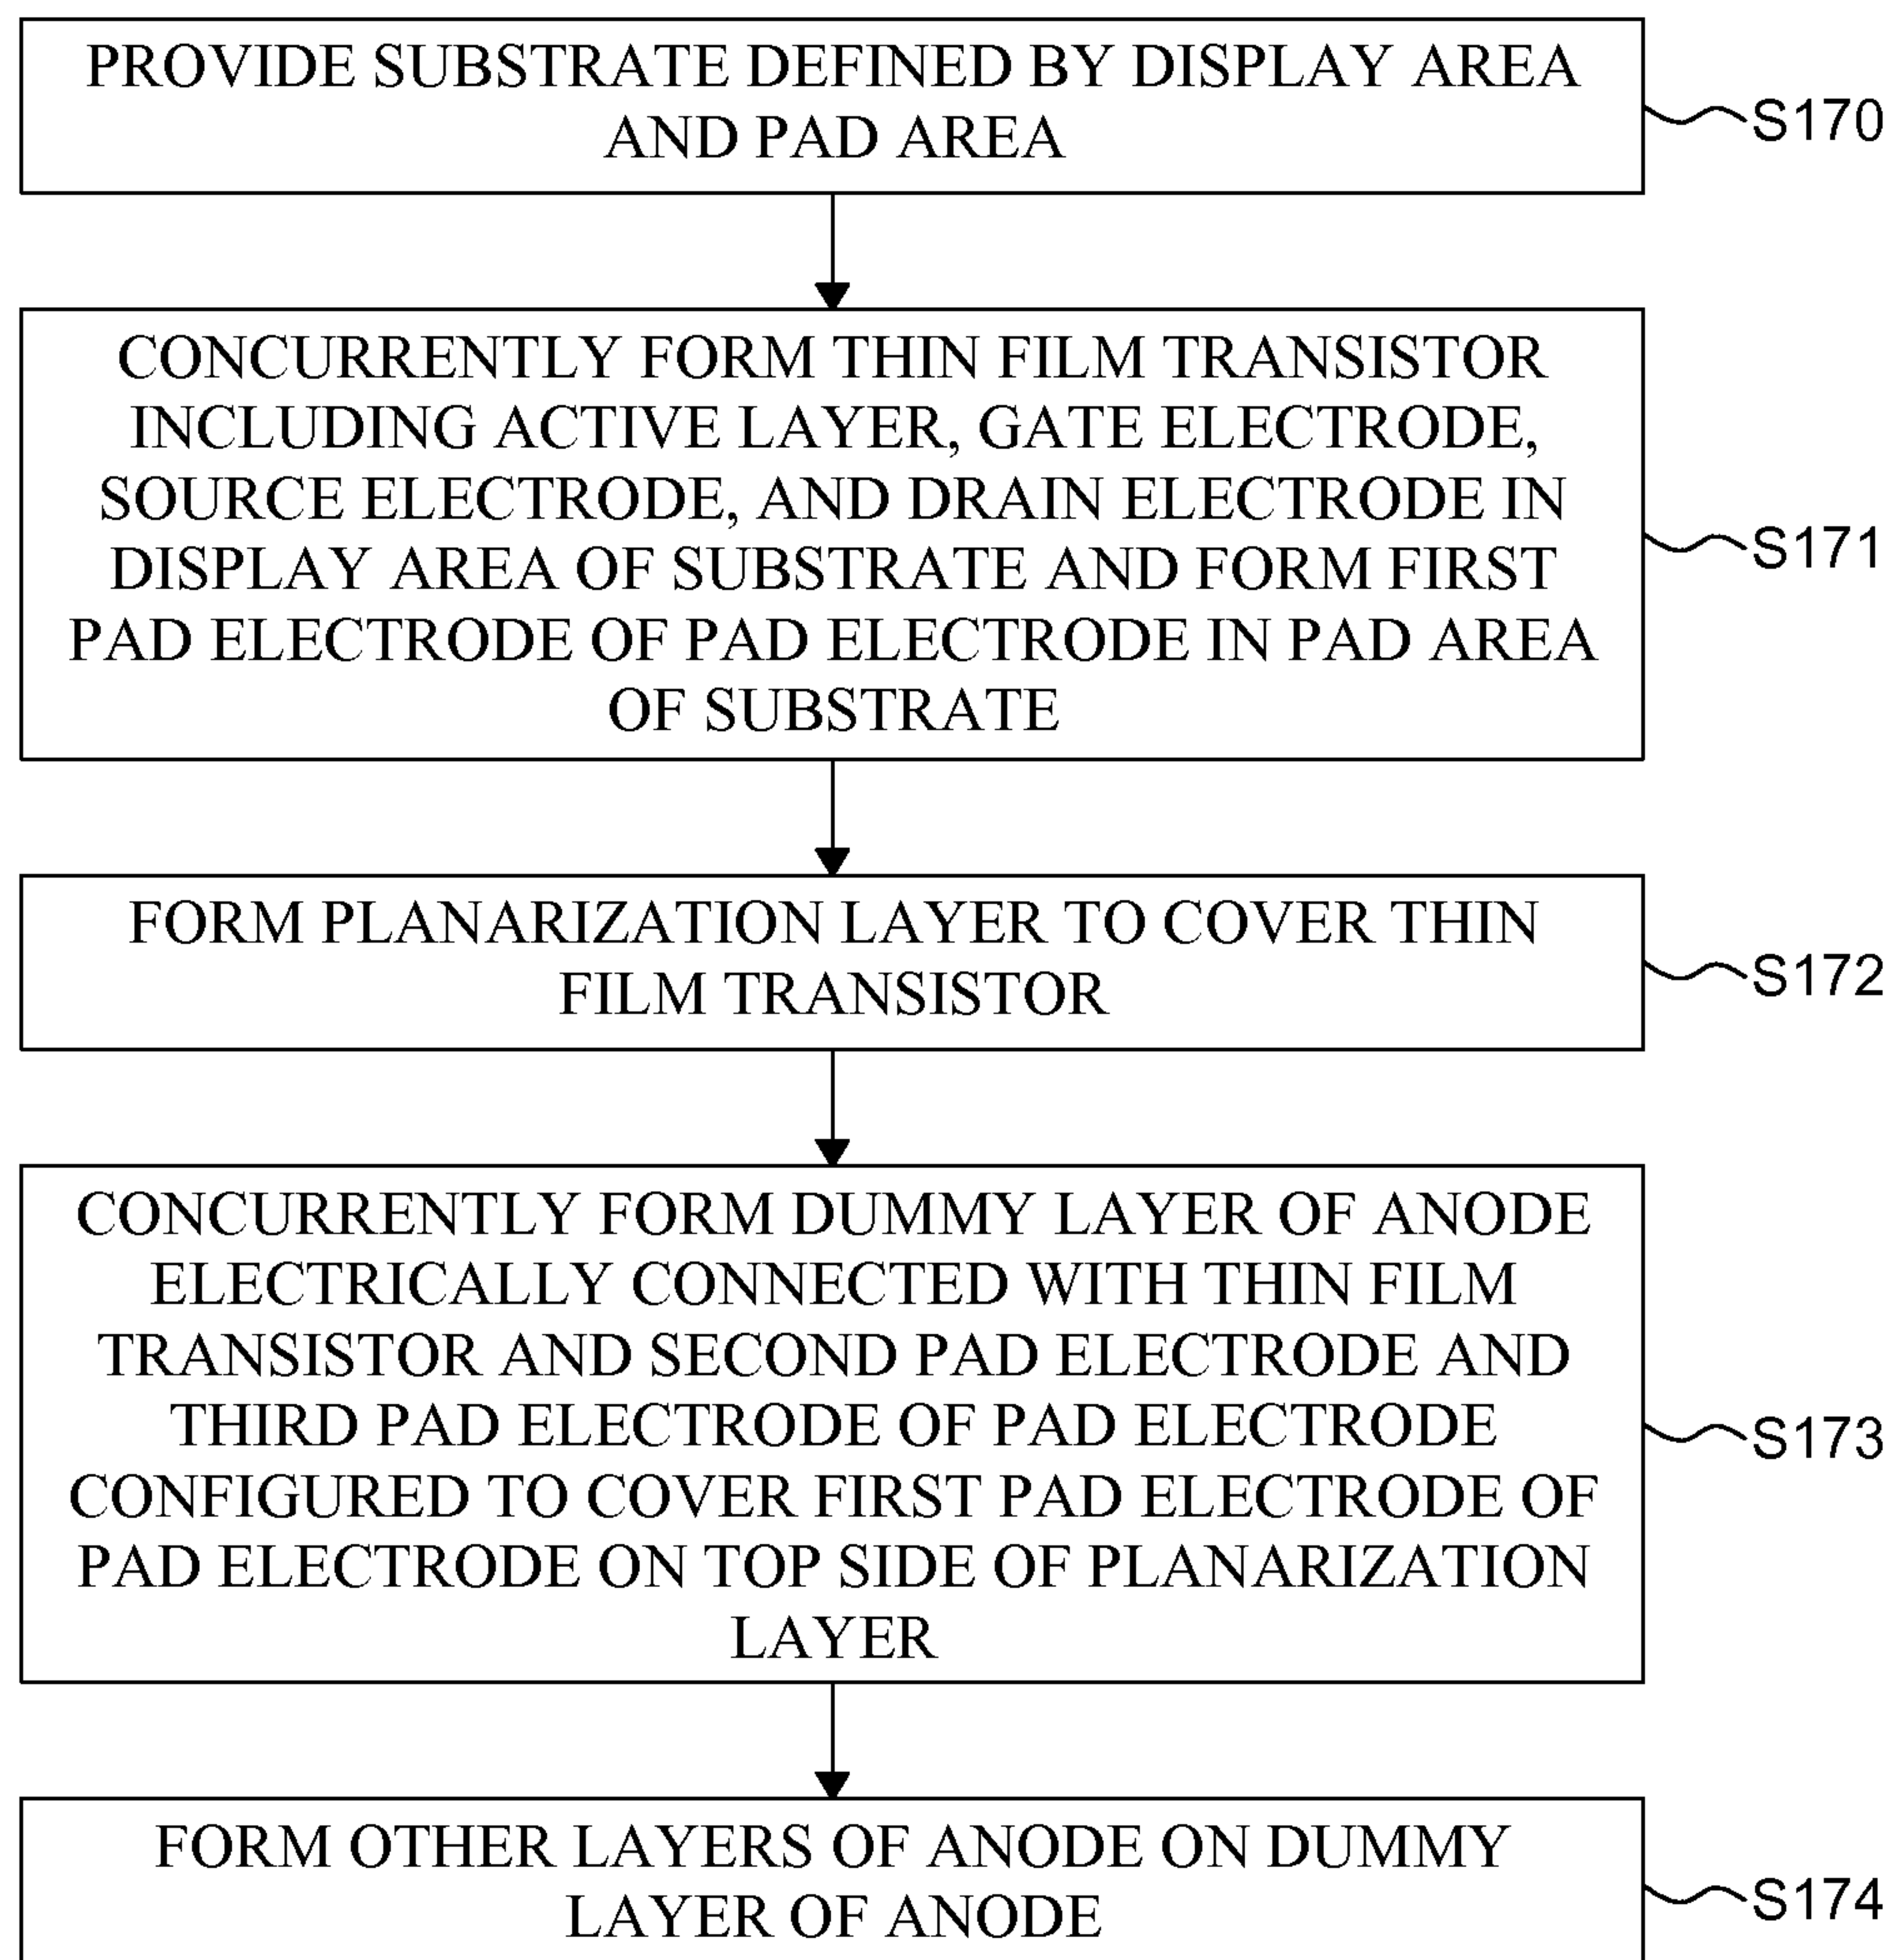 PROVIDE SUBSTRATE DEFINED BY DISPLAY AREA
AND PAD AREA
S170
CONCURRENTLY FORM THIN FILM TRANSISTOR
INCLUDING ACTIVE LAYER, GATE ELECTRODE,
SOURCE ELECTRODE, AND DRAIN ELECTRODE IN
DISPLAY AREA OF SUBSTRATE AND FORM FIRST
PAD ELECTRODE OF PAD ELECTRODE IN PAD AREA
OF SUBSTRATE
S171
FORM PLANARIZATION LAYER TO COVER THIN
FILM TRANSISTOR
S172
CONCURRENTLY FORM DUMMY LAYER OF ANODE
ELECTRICALLY CONNECTED WITH THIN FILM
TRANSISTOR AND SECOND PAD ELECTRODE AND
THIRD PAD ELECTRODE OF PAD ELECTRODE
CONFIGURED TO COVER FIRST PAD ELECTRODE OF
PAD ELECTRODE ON TOP SIDE OF PLANARIZATION
LAYER
S173
FORM OTHER LAYERS OF ANODE ON DUMMY
LAYER OF ANODE
S174